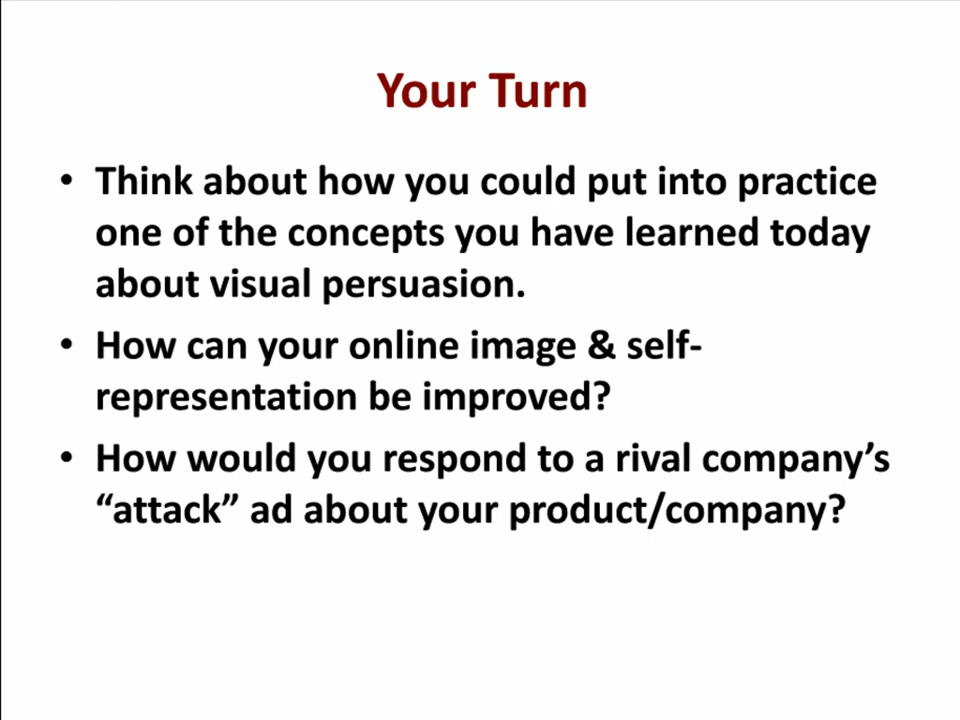 Your Turn
• Think about how you could put into practice
one of the concepts you have learned today
about visual persuasion.
• How can your online image & self-
representation be improved?
• How would you respond to a rival company’s
“attack” ad about your product/company?